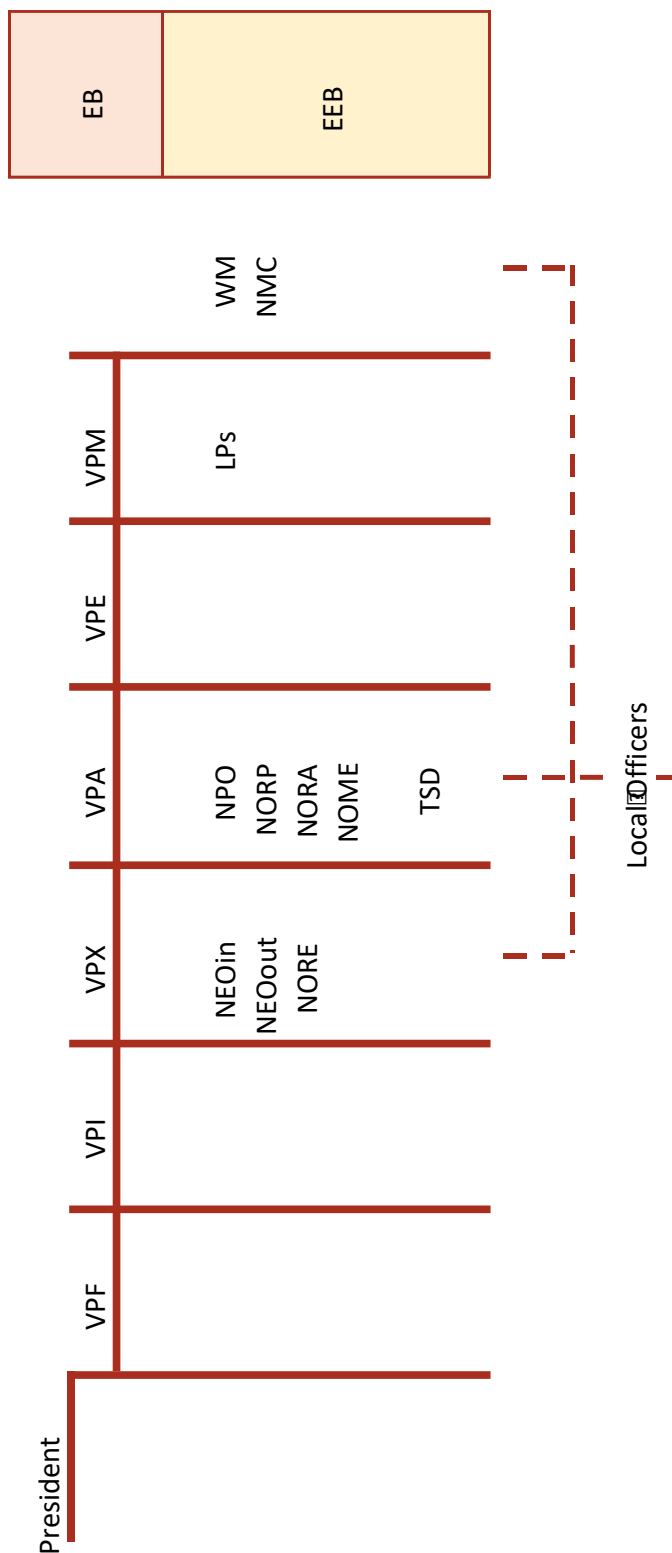 President
VPF
VPI
VPX
VPA
VPE
VPM
EB
NEOin
NEOout
NORE
NPO
NORP
NORA
NOME
TSD
LPs
WM
NMC
EEB
Local Officers